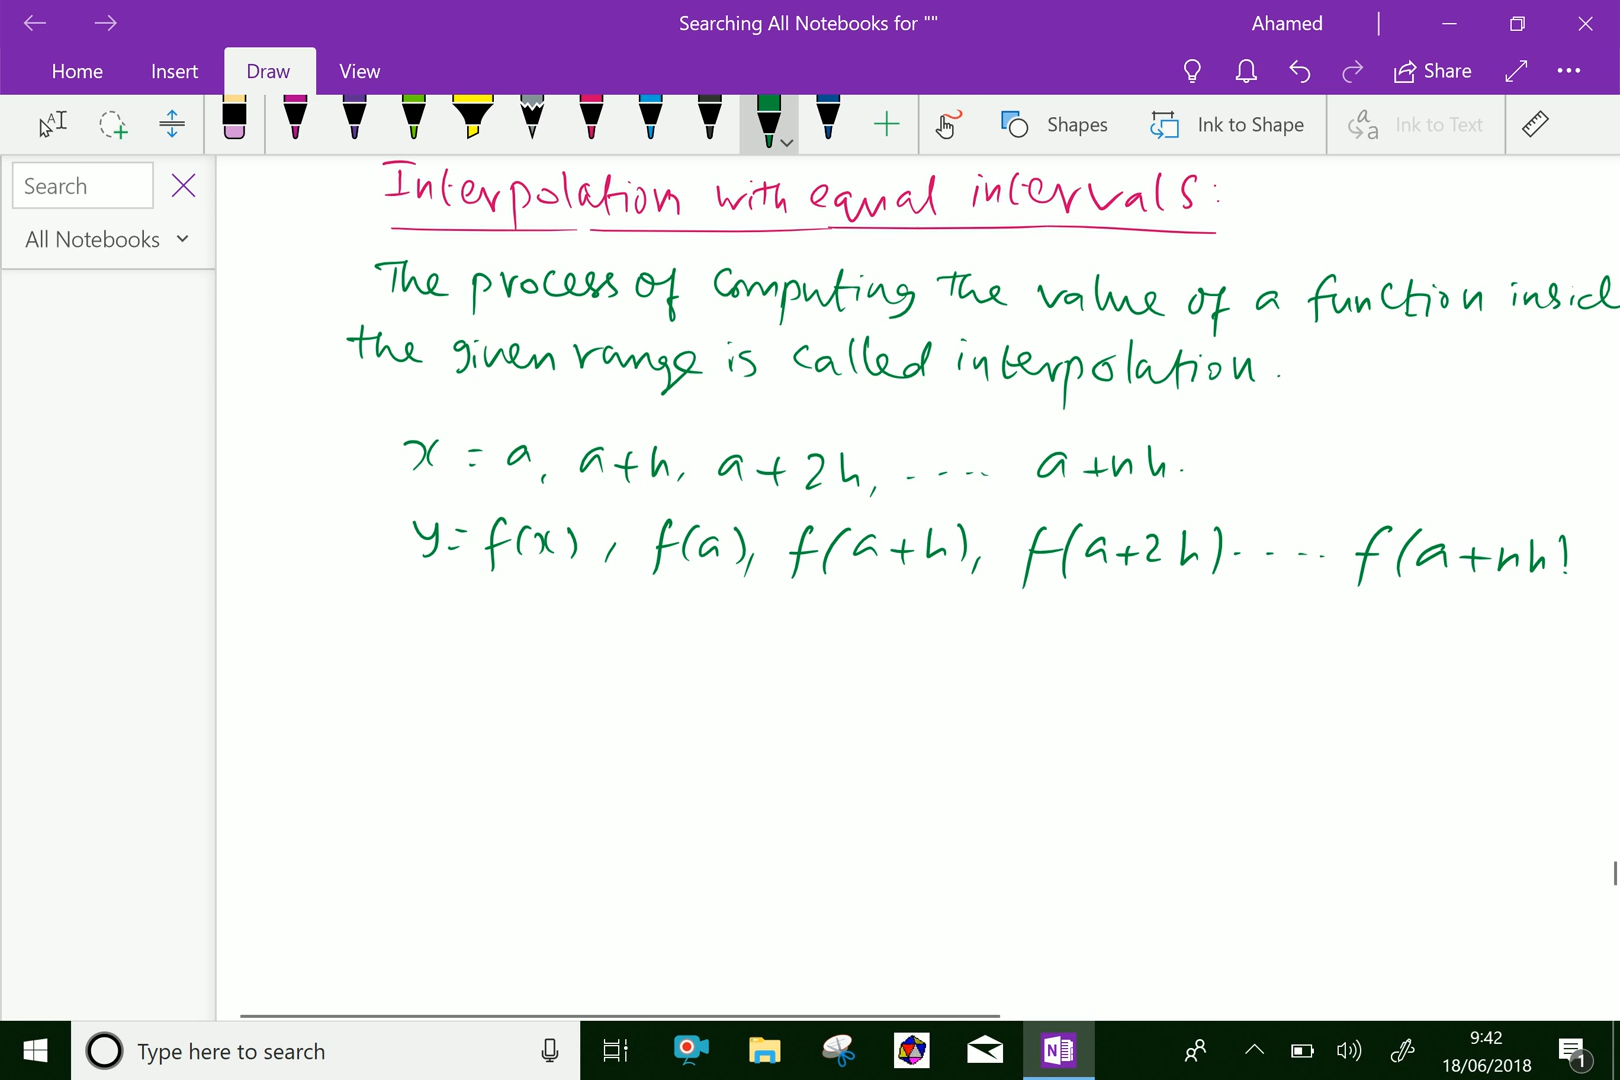 Searching All Notebooks for ""
Ahamed
Home Insert Draw View
Share
Shapes Ink to Shape Ink to Text
Search
All Notebooks
Interpolation with equal intervals:
The process of computing the value of a function insid
the given range is called interpolation.
x = a, a+h, a+2h, ..... a+nh.
y = f(x), f(a), f(a+h), f(a+2h)..... f(a+nh)
Type here to search
9:42
18/06/2018
1